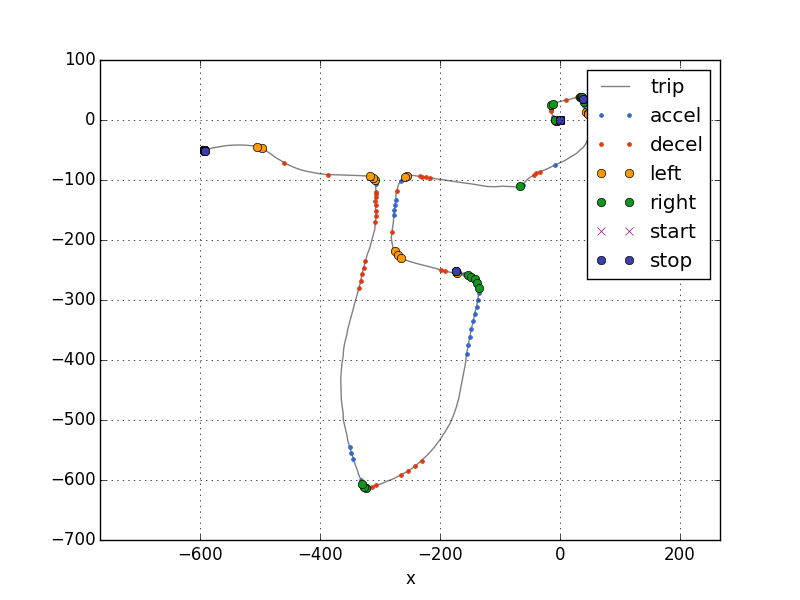 100
0
−100
−200
−300
−400
−500
−600
−700
−600
−400
−200
0
200
x
trip
accel
decel
left
right
start
stop